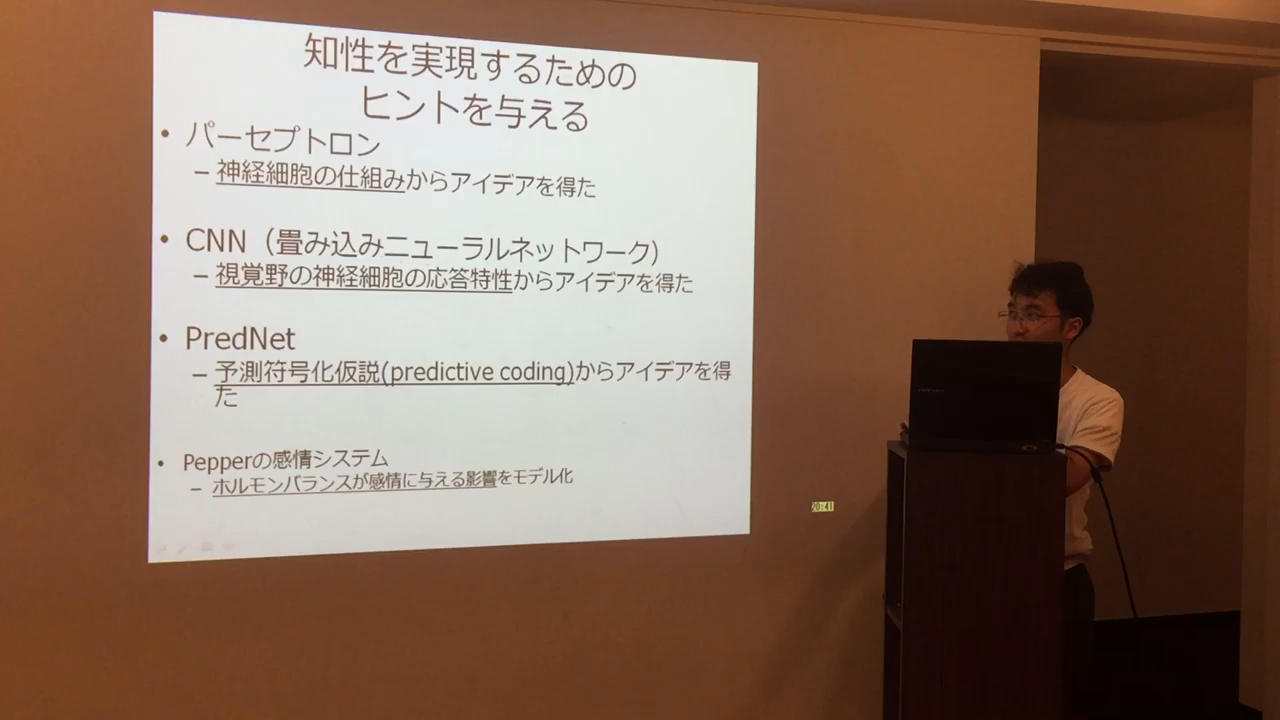 知性を実現するための
ヒントを与える
• パーセプトロン
– 神経細胞の仕組みからアイデアを得た
• CNN（畳み込みニューラルネットワーク）
– 視覚野の神経細胞の応答特性からアイデアを得た
• PredNet
– 予測符号化仮説(predictive coding)からアイデアを得
た
• Pepperの感情システム
– ホルモンバランスが感情に与える影響をモデル化
20:41